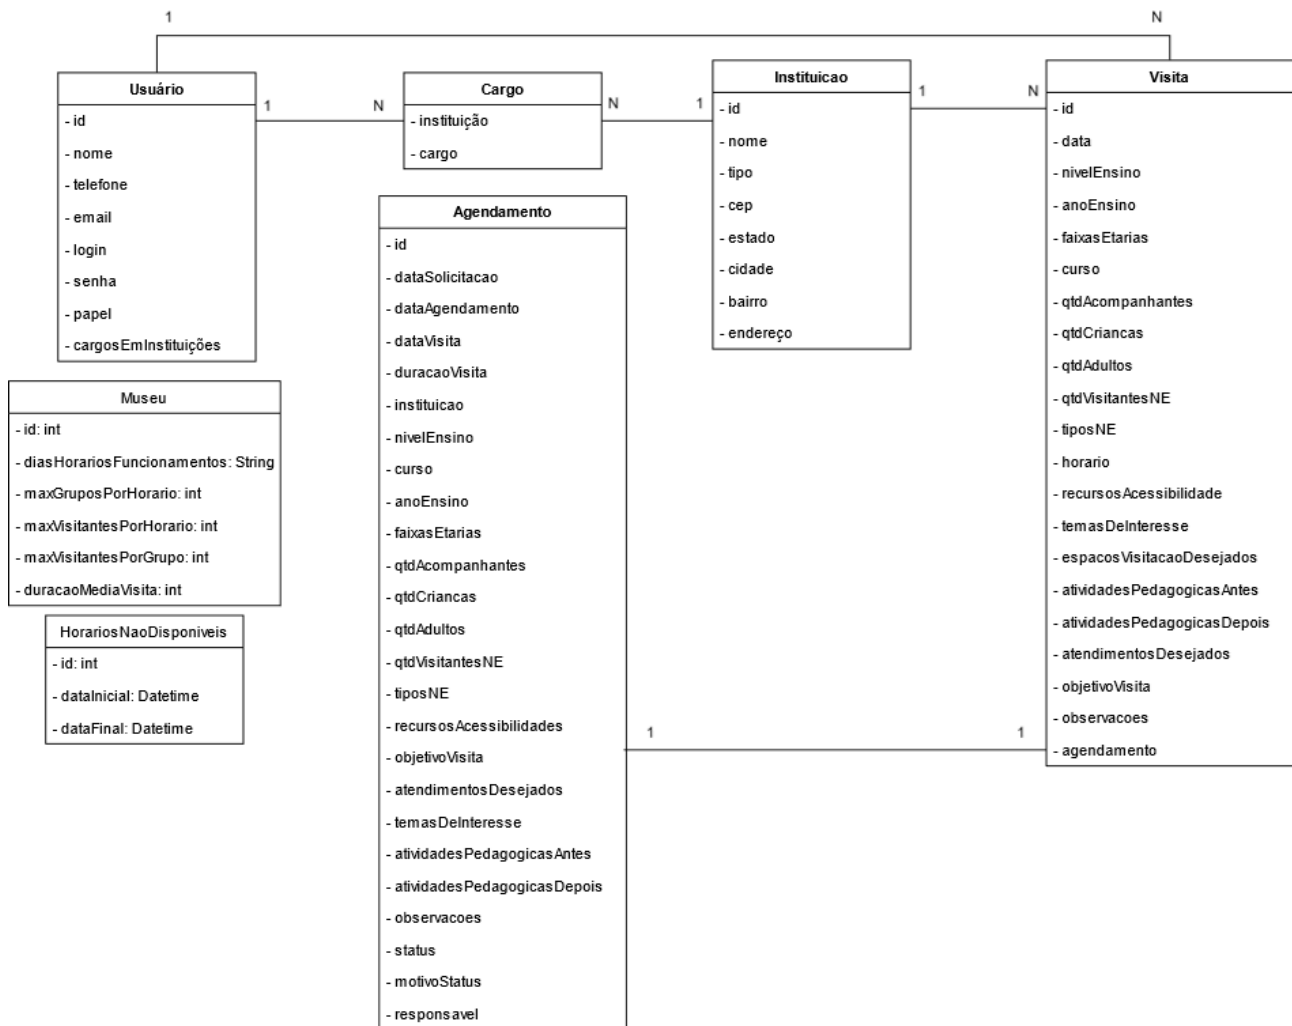 1
N
Usuário
- id
- nome
- telefone
- email
- login
- senha
- papel
- cargosEmInstituições
1
N
Cargo
- instituição
- cargo
N
1
Instituicao
- id
- nome
- tipo
- cep
- estado
- cidade
- bairro
- endereço
1
N
Visita
- id
- data
- nivelEnsino
- anoEnsino
- faixasEtarias
- curso
- qtdAcompanhantes
- qtdCriancas
- qtdAdultos
- qtdVisitantesNE
- tiposNE
- horario
- recursosAcessibilidade
- temasDeInteresse
- espacosVisitacaoDesejados
- atividadesPedagogicasAntes
- atividadesPedagogicasDepois
- atendimentosDesejados
- objetivoVisita
- observacoes
- agendamento
Agendamento
- id
- dataSolicitacao
- dataAgendamento
- dataVisita
- duracaoVisita
- instituicao
- nivelEnsino
- curso
- anoEnsino
- faixasEtarias
- qtdAcompanhantes
- qtdCriancas
- qtdAdultos
- qtdVisitantesNE
- tiposNE
- recursosAcessibilidades
- objetivoVisita
- atendimentosDesejados
- temasDeInteresse
- atividadesPedagogicasAntes
- atividadesPedagogicasDepois
- observacoes
- status
- motivoStatus
- responsavel
1
1
Museu
- id: int
- diasHorariosFuncionamentos: String
- maxGruposPorHorario: int
- maxVisitantesPorHorario: int
- maxVisitantesPorGrupo: int
- duracaoMediaVisita: int
HorariosNaoDisponiveis
- id: int
- dataInicial: Datetime
- dataFinal: Datetime